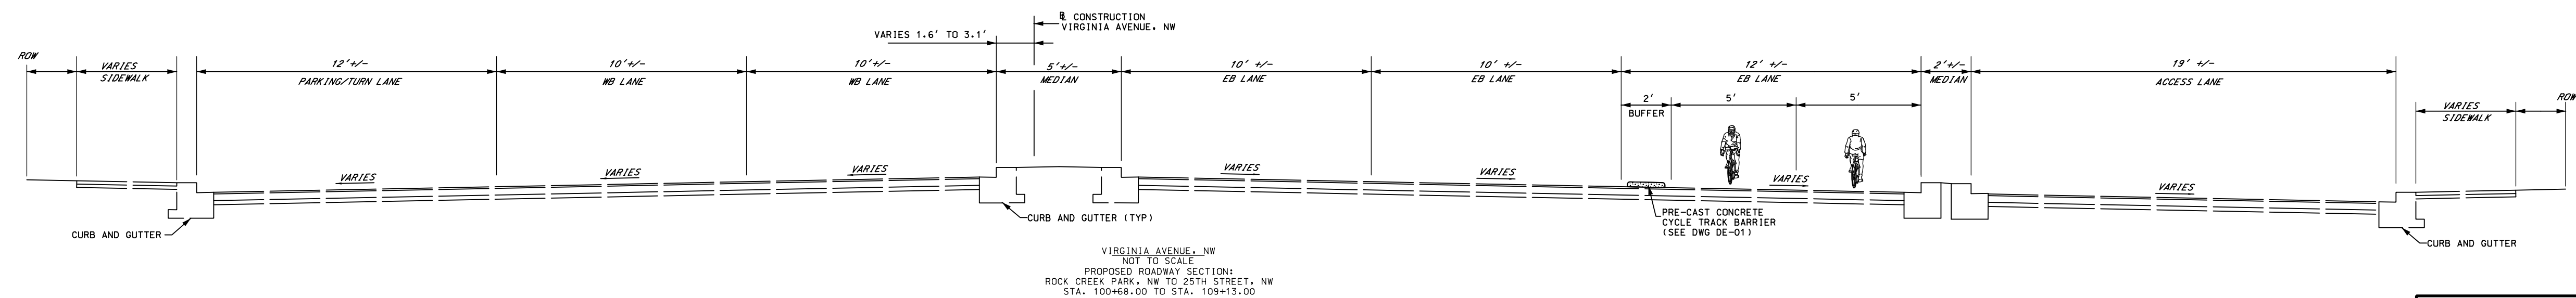 ℄ CONSTRUCTION
VIRGINIA AVENUE, NW
VARIES 1.6' TO 3.1'
ROW
VARIES
SIDEWALK
12'+/-
PARKING/TURN LANE
10'+/-
WB LANE
10'+/-
WB LANE
5'+/-
MEDIAN
10' +/-
EB LANE
10' +/-
EB LANE
12' +/-
EB LANE
2'+/-
MEDIAN
19' +/-
ACCESS LANE
ROW
VARIES
SIDEWALK
2'
BUFFER
5'
5'
VARIES
VARIES
VARIES
VARIES
VARIES
VARIES
VARIES
CURB AND GUTTER
CURB AND GUTTER (TYP)
PRE-CAST CONCRETE
CYCLE TRACK BARRIER
(SEE DWG DE-01)
CURB AND GUTTER
VIRGINIA AVENUE, NW
NOT TO SCALE
PROPOSED ROADWAY SECTION:
ROCK CREEK PARK, NW TO 25TH STREET, NW
STA. 100+68.00 TO STA. 109+13.00